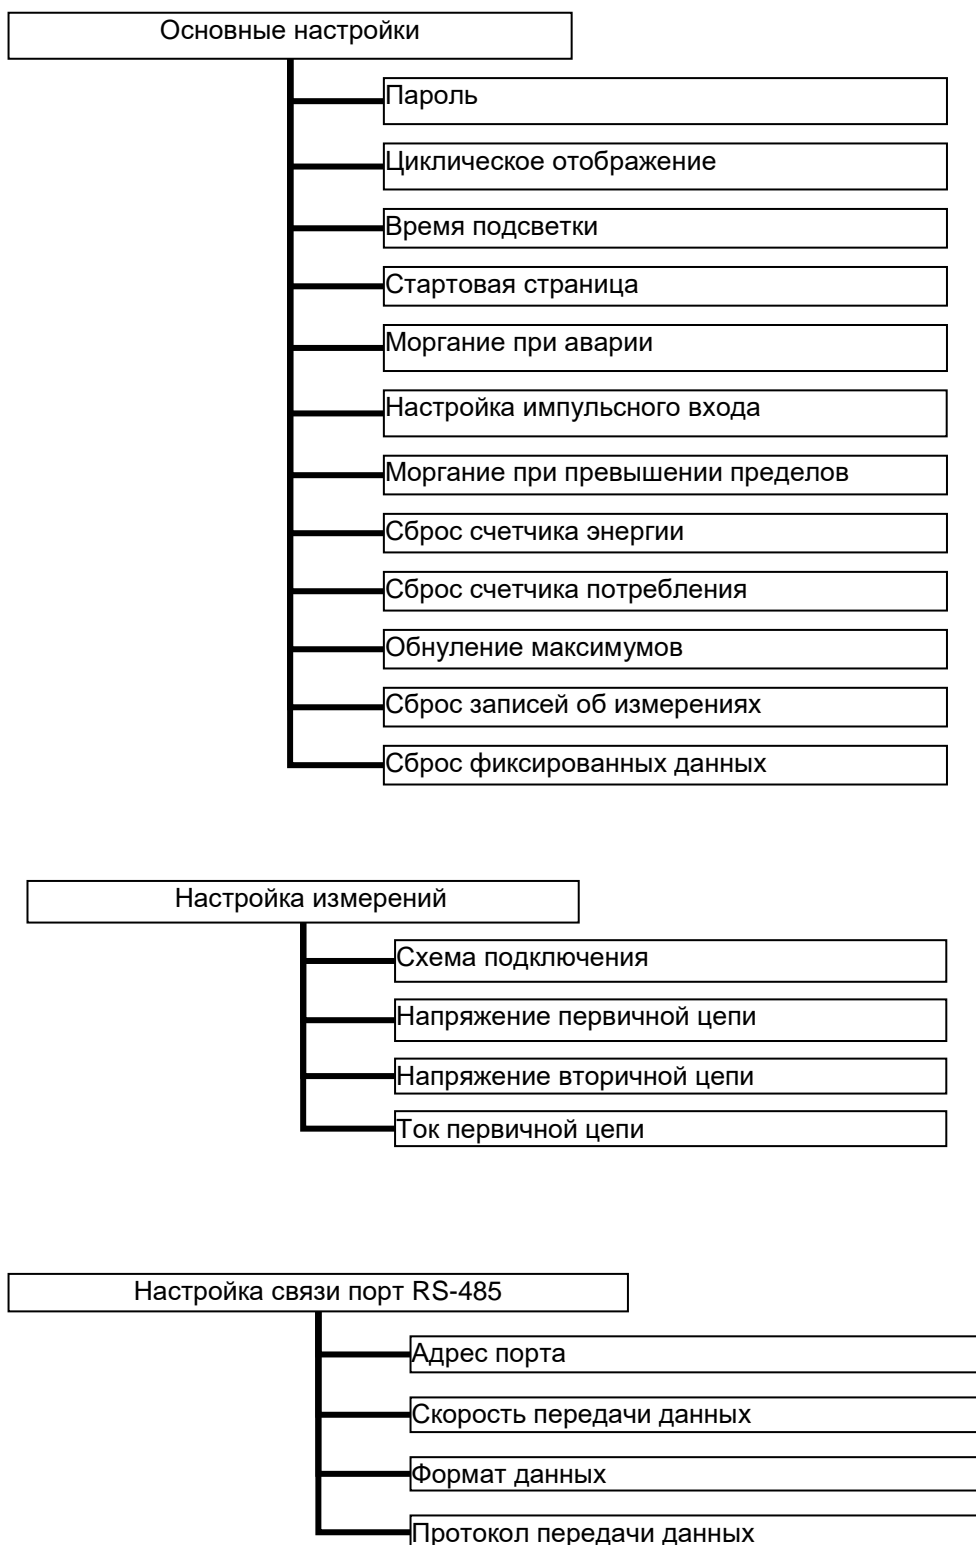 Основные настройки
Пароль
Циклическое отображение
Время подсветки
Стартовая страница
Моргание при аварии
Настройка импульсного входа
Моргание при превышении пределов
Сброс счетчика энергии
Сброс счетчика потребления
Обнуление максимумов
Сброс записей об измерениях
Сброс фиксированных данных
Настройка измерений
Схема подключения
Напряжение первичной цепи
Напряжение вторичной цепи
Ток первичной цепи
Настройка связи порт RS-485
Адрес порта
Скорость передачи данных
Формат данных
Протокол передачи данных